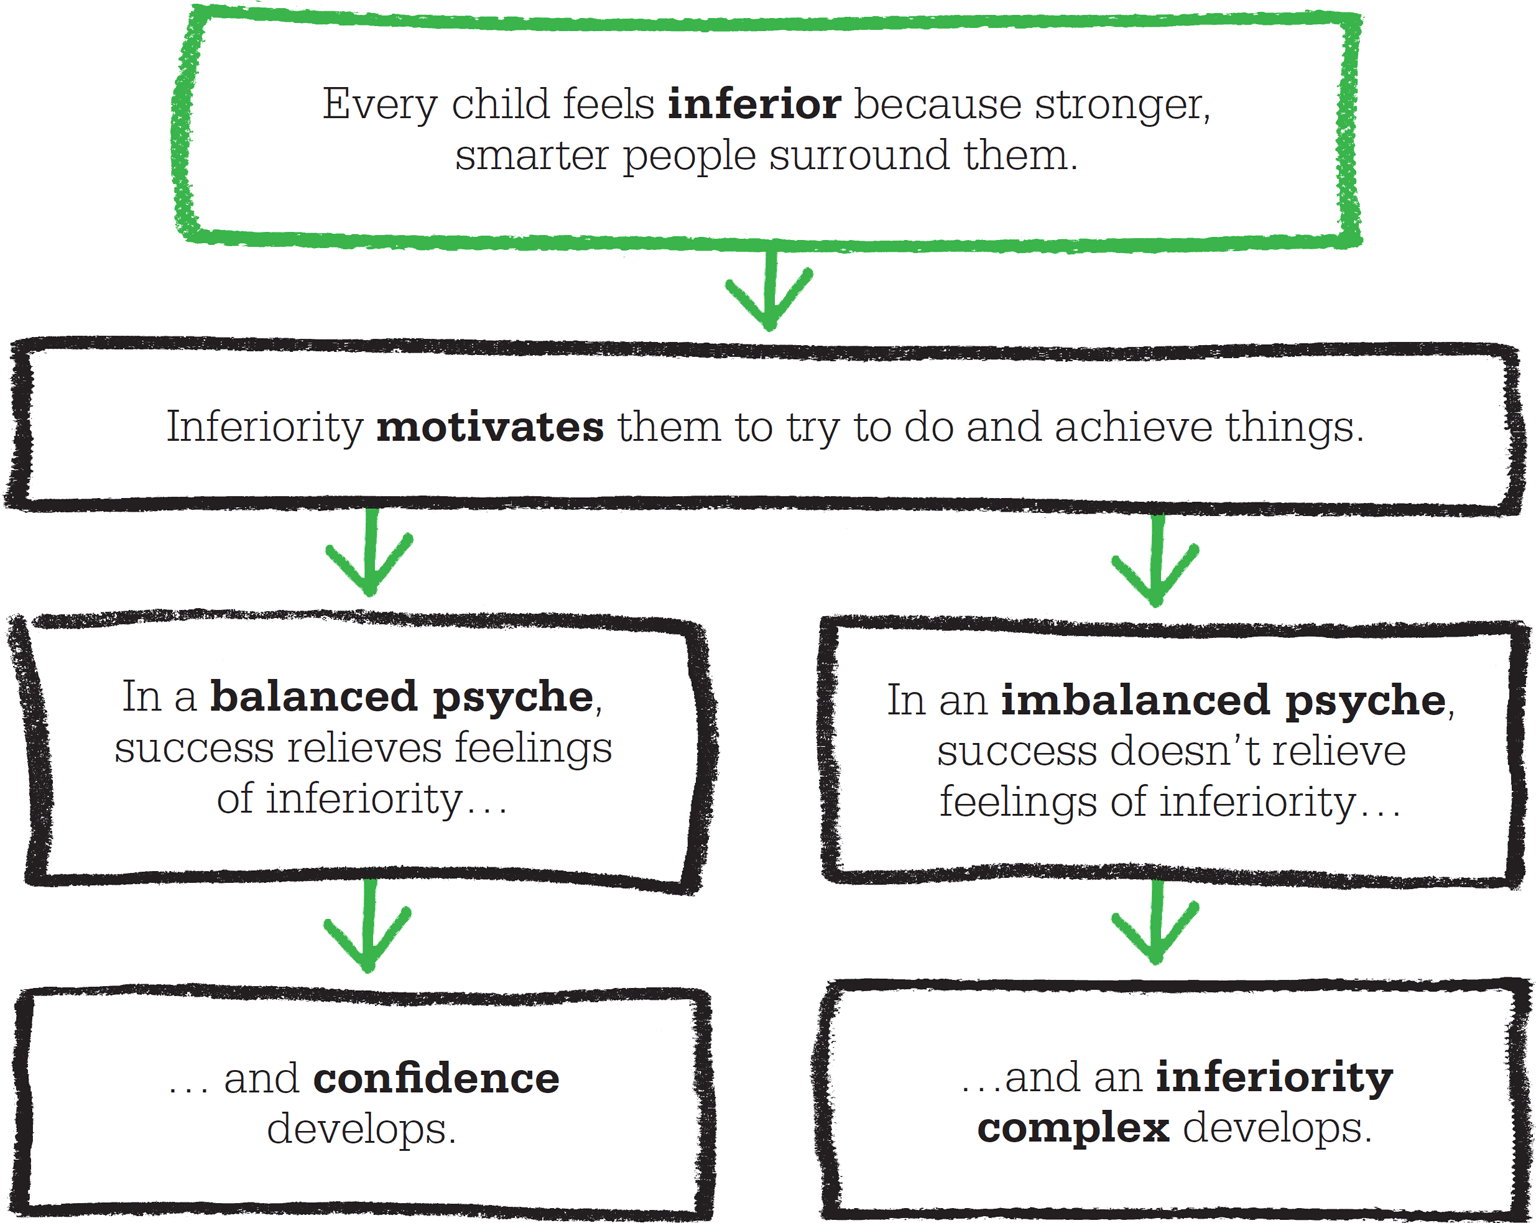 Every child feels inferior because stronger,
smarter people surround them.
Inferiority motivates them to try to do and achieve things.
In a balanced psyche,
success relieves feelings
of inferiority...
In an imbalanced psyche,
success doesn’t relieve
feelings of inferiority...
... and confidence
develops.
...and an inferiority
complex develops.